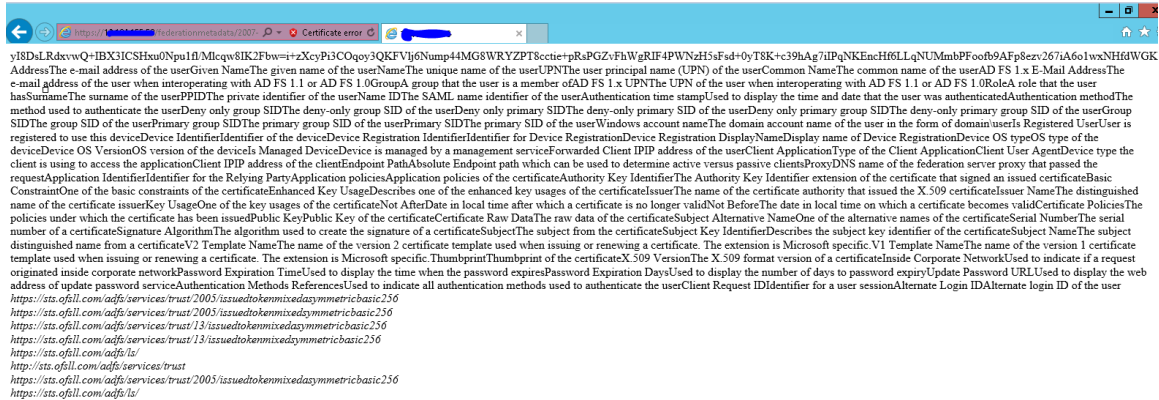 https:// /federationmetadata/2007- Certificate error
yI8DsLRdxvwQ+IBX3ICSHxu0Npu1fl/Mlcqw8IK2Fbw=i+zXcyPi3COqoy3QKFVlj6Nump44MG8WRYZPT8cctie+pRsPGZvFhWgRIF4PWNzH5sFsd+0yT8K+c39hAg7iIPqNKEncHf6LLqNUMmbPFoofb9AFp8ezv267iA6o1wxNHfdWGK
AddressThe e-mail address of the userGiven NameThe given name of the userNameThe unique name of the userUPNThe user principal name (UPN) of the userCommon NameThe common name of the userAD FS 1.x E-Mail AddressThe
e-mail address of the user when interoperating with AD FS 1.1 or AD FS 1.0GroupA group that the user is a member ofAD FS 1.x UPNThe UPN of the user when interoperating with AD FS 1.1 or AD FS 1.0RoleA role that the user
hasSurnameThe surname of the userPPIDThe private identifier of the userName IDThe SAML name identifier of the userAuthentication time stampUsed to display the time and date that the user was authenticatedAuthentication methodThe
method used to authenticate the userDeny only group SIDThe deny-only group SID of the userDeny only primary SIDThe deny-only primary SID of the userDeny only primary group SIDThe deny-only primary group SID of the userGroup
SIDThe group SID of the userPrimary group SIDThe primary group SID of the userPrimary SIDThe primary SID of the userWindows account nameThe domain account name of the user in the form of domain\userIs Registered UserUser is
registered to use this deviceDevice IdentifierIdentifier of the deviceDevice Registration IdentifierIdentifier for Device RegistrationDevice Registration DisplayNameDisplay name of Device RegistrationDevice OS typeOS type of the
deviceDevice OS VersionOS version of the deviceIs Managed DeviceDevice is managed by a management serviceForwarded Client IPIP address of the userClient ApplicationType of the Client ApplicationClient User AgentDevice type the
client is using to access the applicationClient IPIP address of the clientEndpoint PathAbsolute Endpoint path which can be used to determine active versus passive clientsProxyDNS name of the federation server proxy that passed the
requestApplication IdentifierIdentifier for the Relying PartyApplication policiesApplication policies of the certificateAuthority Key IdentifierThe Authority Key Identifier extension of the certificate that signed an issued certificateBasic
ConstraintOne of the basic constraints of the certificateEnhanced Key UsageDescribes one of the enhanced key usages of the certificateIssuerThe name of the certificate authority that issued the X.509 certificateIssuer NameThe distinguished
name of the certificate issuerKey UsageOne of the key usages of the certificateNot AfterDate in local time after which a certificate is no longer validNot BeforeThe date in local time on which a certificate becomes validCertificate PoliciesThe
policies under which the certificate has been issuedPublic KeyPublic Key of the certificateCertificate Raw DataThe raw data of the certificateSubject Alternative NameOne of the alternative names of the certificateSerial NumberThe serial
number of a certificateSignature AlgorithmThe algorithm used to create the signature of a certificateSubjectThe subject from the certificateSubject Key IdentifierDescribes the subject key identifier of the certificateSubject NameThe subject
distinguished name from a certificateV2 Template NameThe name of the version 2 certificate template used when issuing or renewing a certificate. The extension is Microsoft specific.V1 Template NameThe name of the version 1 certificate
template used when issuing or renewing a certificate. The extension is Microsoft specific.ThumbprintThumbprint of the certificateX.509 VersionThe X.509 format version of a certificateInside Corporate NetworkUsed to indicate if a request
originated inside corporate networkPassword Expiration TimeUsed to display the time when the password expiresPassword Expiration DaysUsed to display the number of days to password expiryUpdate Password URLUsed to display the web
address of update password serviceAuthentication Methods ReferencesUsed to indicate all authentication methods used to authenticate the userClient Request IDIdentifier for a user sessionAlternate Login IDAlternate login ID of the user
https://sts.ofsll.com/adfs/services/trust/2005/issuedtokenmixedasymmetricbasic256
https://sts.ofsll.com/adfs/services/trust/2005/issuedtokenmixedsymmetricbasic256
https://sts.ofsll.com/adfs/services/trust/13/issuedtokenmixedasymmetricbasic256
https://sts.ofsll.com/adfs/services/trust/13/issuedtokenmixedsymmetricbasic256
https://sts.ofsll.com/adfs/ls/
http://sts.ofsll.com/adfs/services/trust
https://sts.ofsll.com/adfs/services/trust/2005/issuedtokenmixedasymmetricbasic256
https://sts.ofsll.com/adfs/ls/